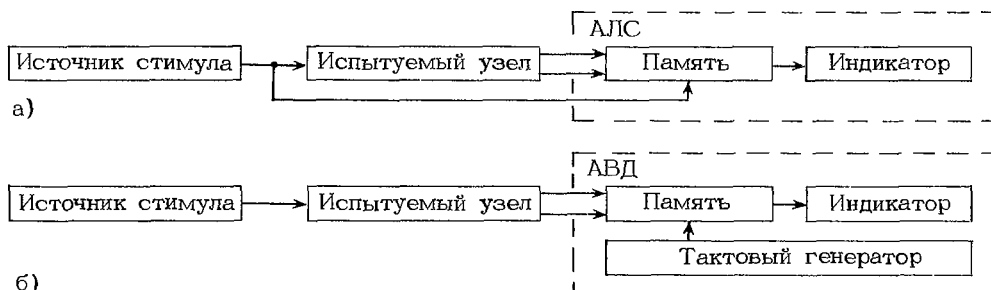 АЛС
Источник стимула Испытуемый узел Память Индикатор
а)
АВД
Источник стимула Испытуемый узел Память Индикатор
Тактовый генератор
б)